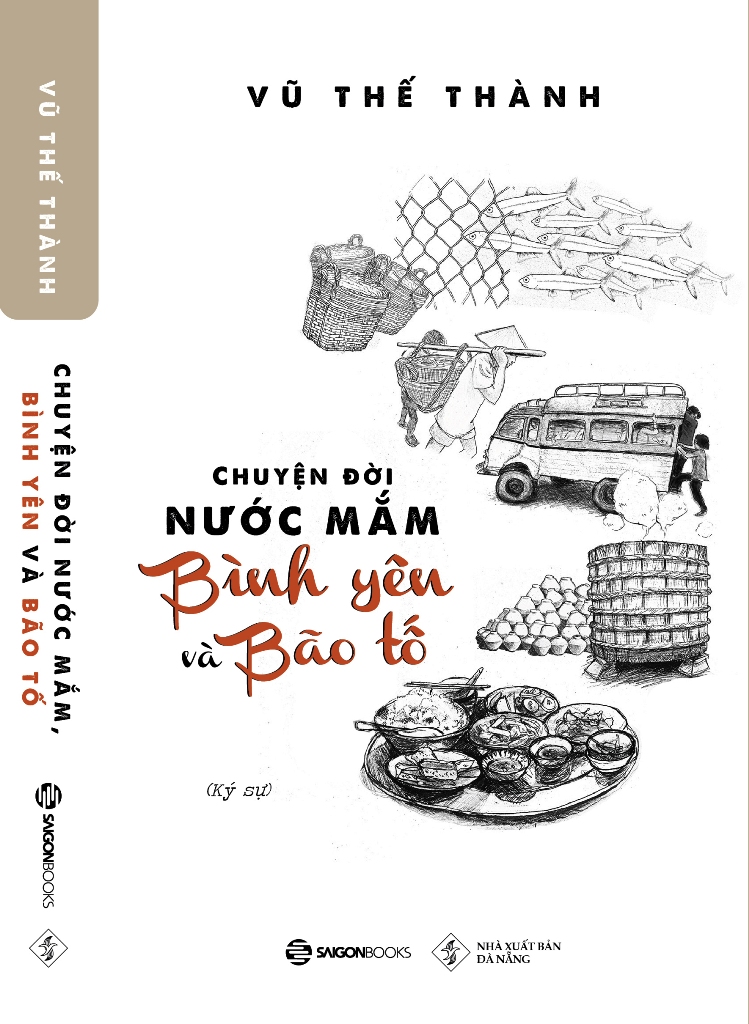 VŨ THẾ THÀNH
CHUYỆN ĐỜI NƯỚC MẮM,
BÌNH YÊN VÀ BÃO TỐ
SAIGONBOOKS
VŨ THẾ THÀNH
CHUYỆN ĐỜI
NƯỚC MẮM
Bình yên
và Bão tố
(Ký sự)
SAIGONBOOKS
NHÀ XUẤT BẢN
DÀ NẴNG